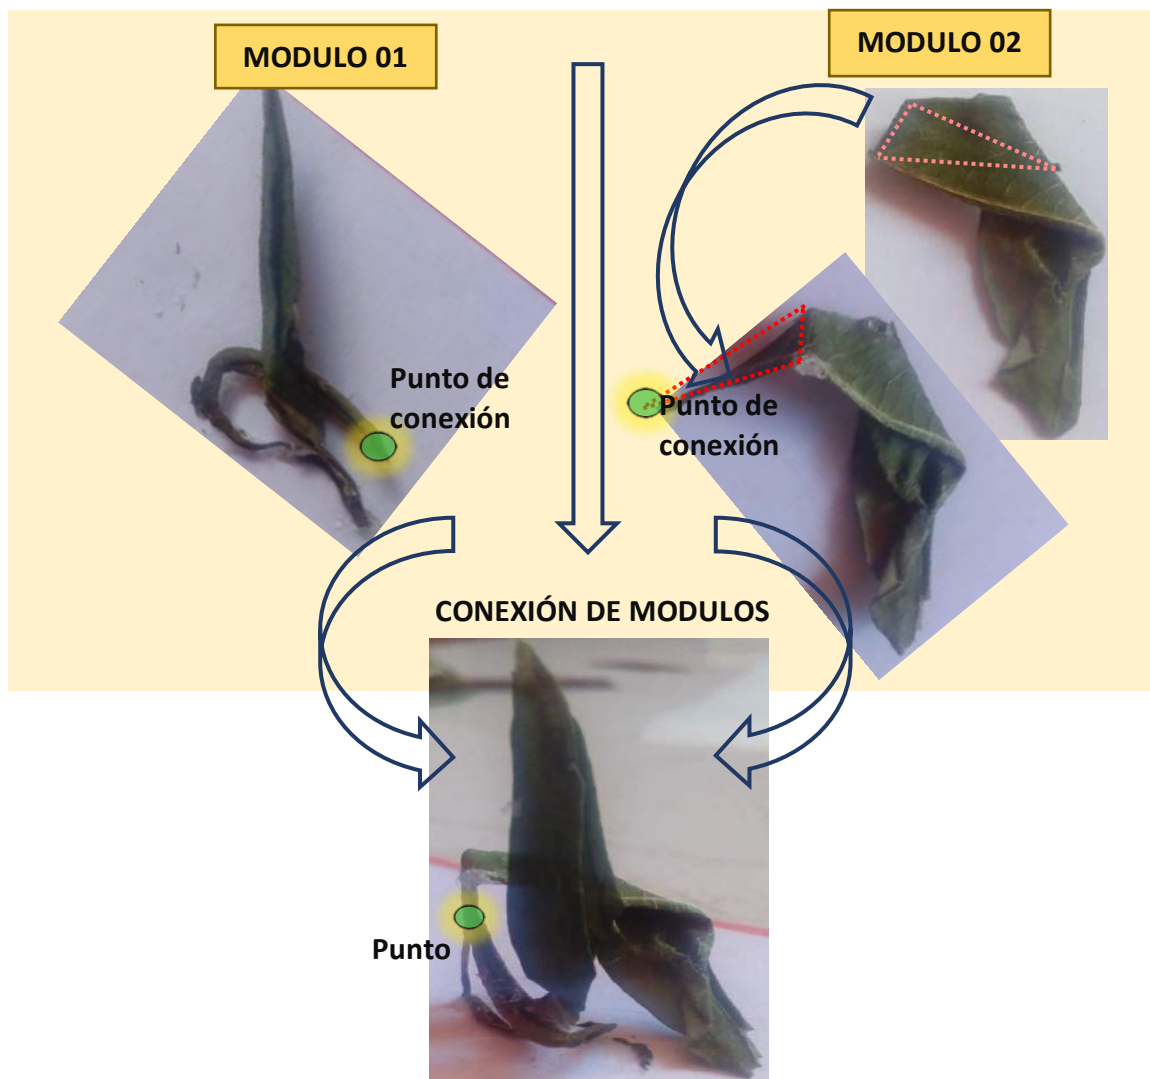 MODULO 01
MODULO 02
Punto de
conexión
Punto de
conexión
CONEXIÓN DE MODULOS
Punto